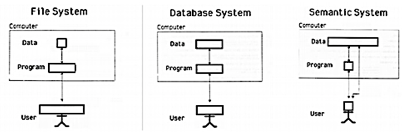 File System
Computer
Data
Program
User
Database System
Computer
Data
Program
User
Semantic System
Computer
Data
Program
User